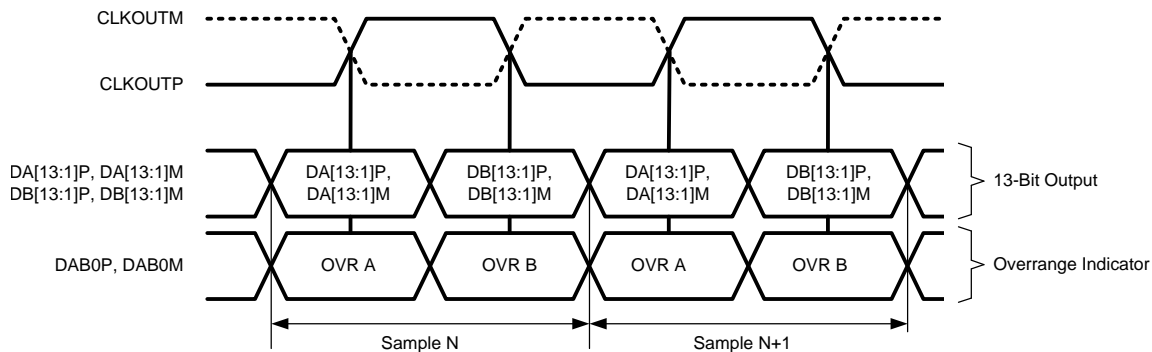 CLKOUTM
CLKOUTP
DA[13:1]P, DA[13:1]M
DB[13:1]P, DB[13:1]M
DA[13:1]P,
DA[13:1]M
DB[13:1]P,
DB[13:1]M
DA[13:1]P,
DA[13:1]M
DB[13:1]P,
DB[13:1]M
13-Bit Output
DAB0P, DAB0M
OVR A
OVR B
OVR A
OVR B
Overrange Indicator
Sample N
Sample N+1